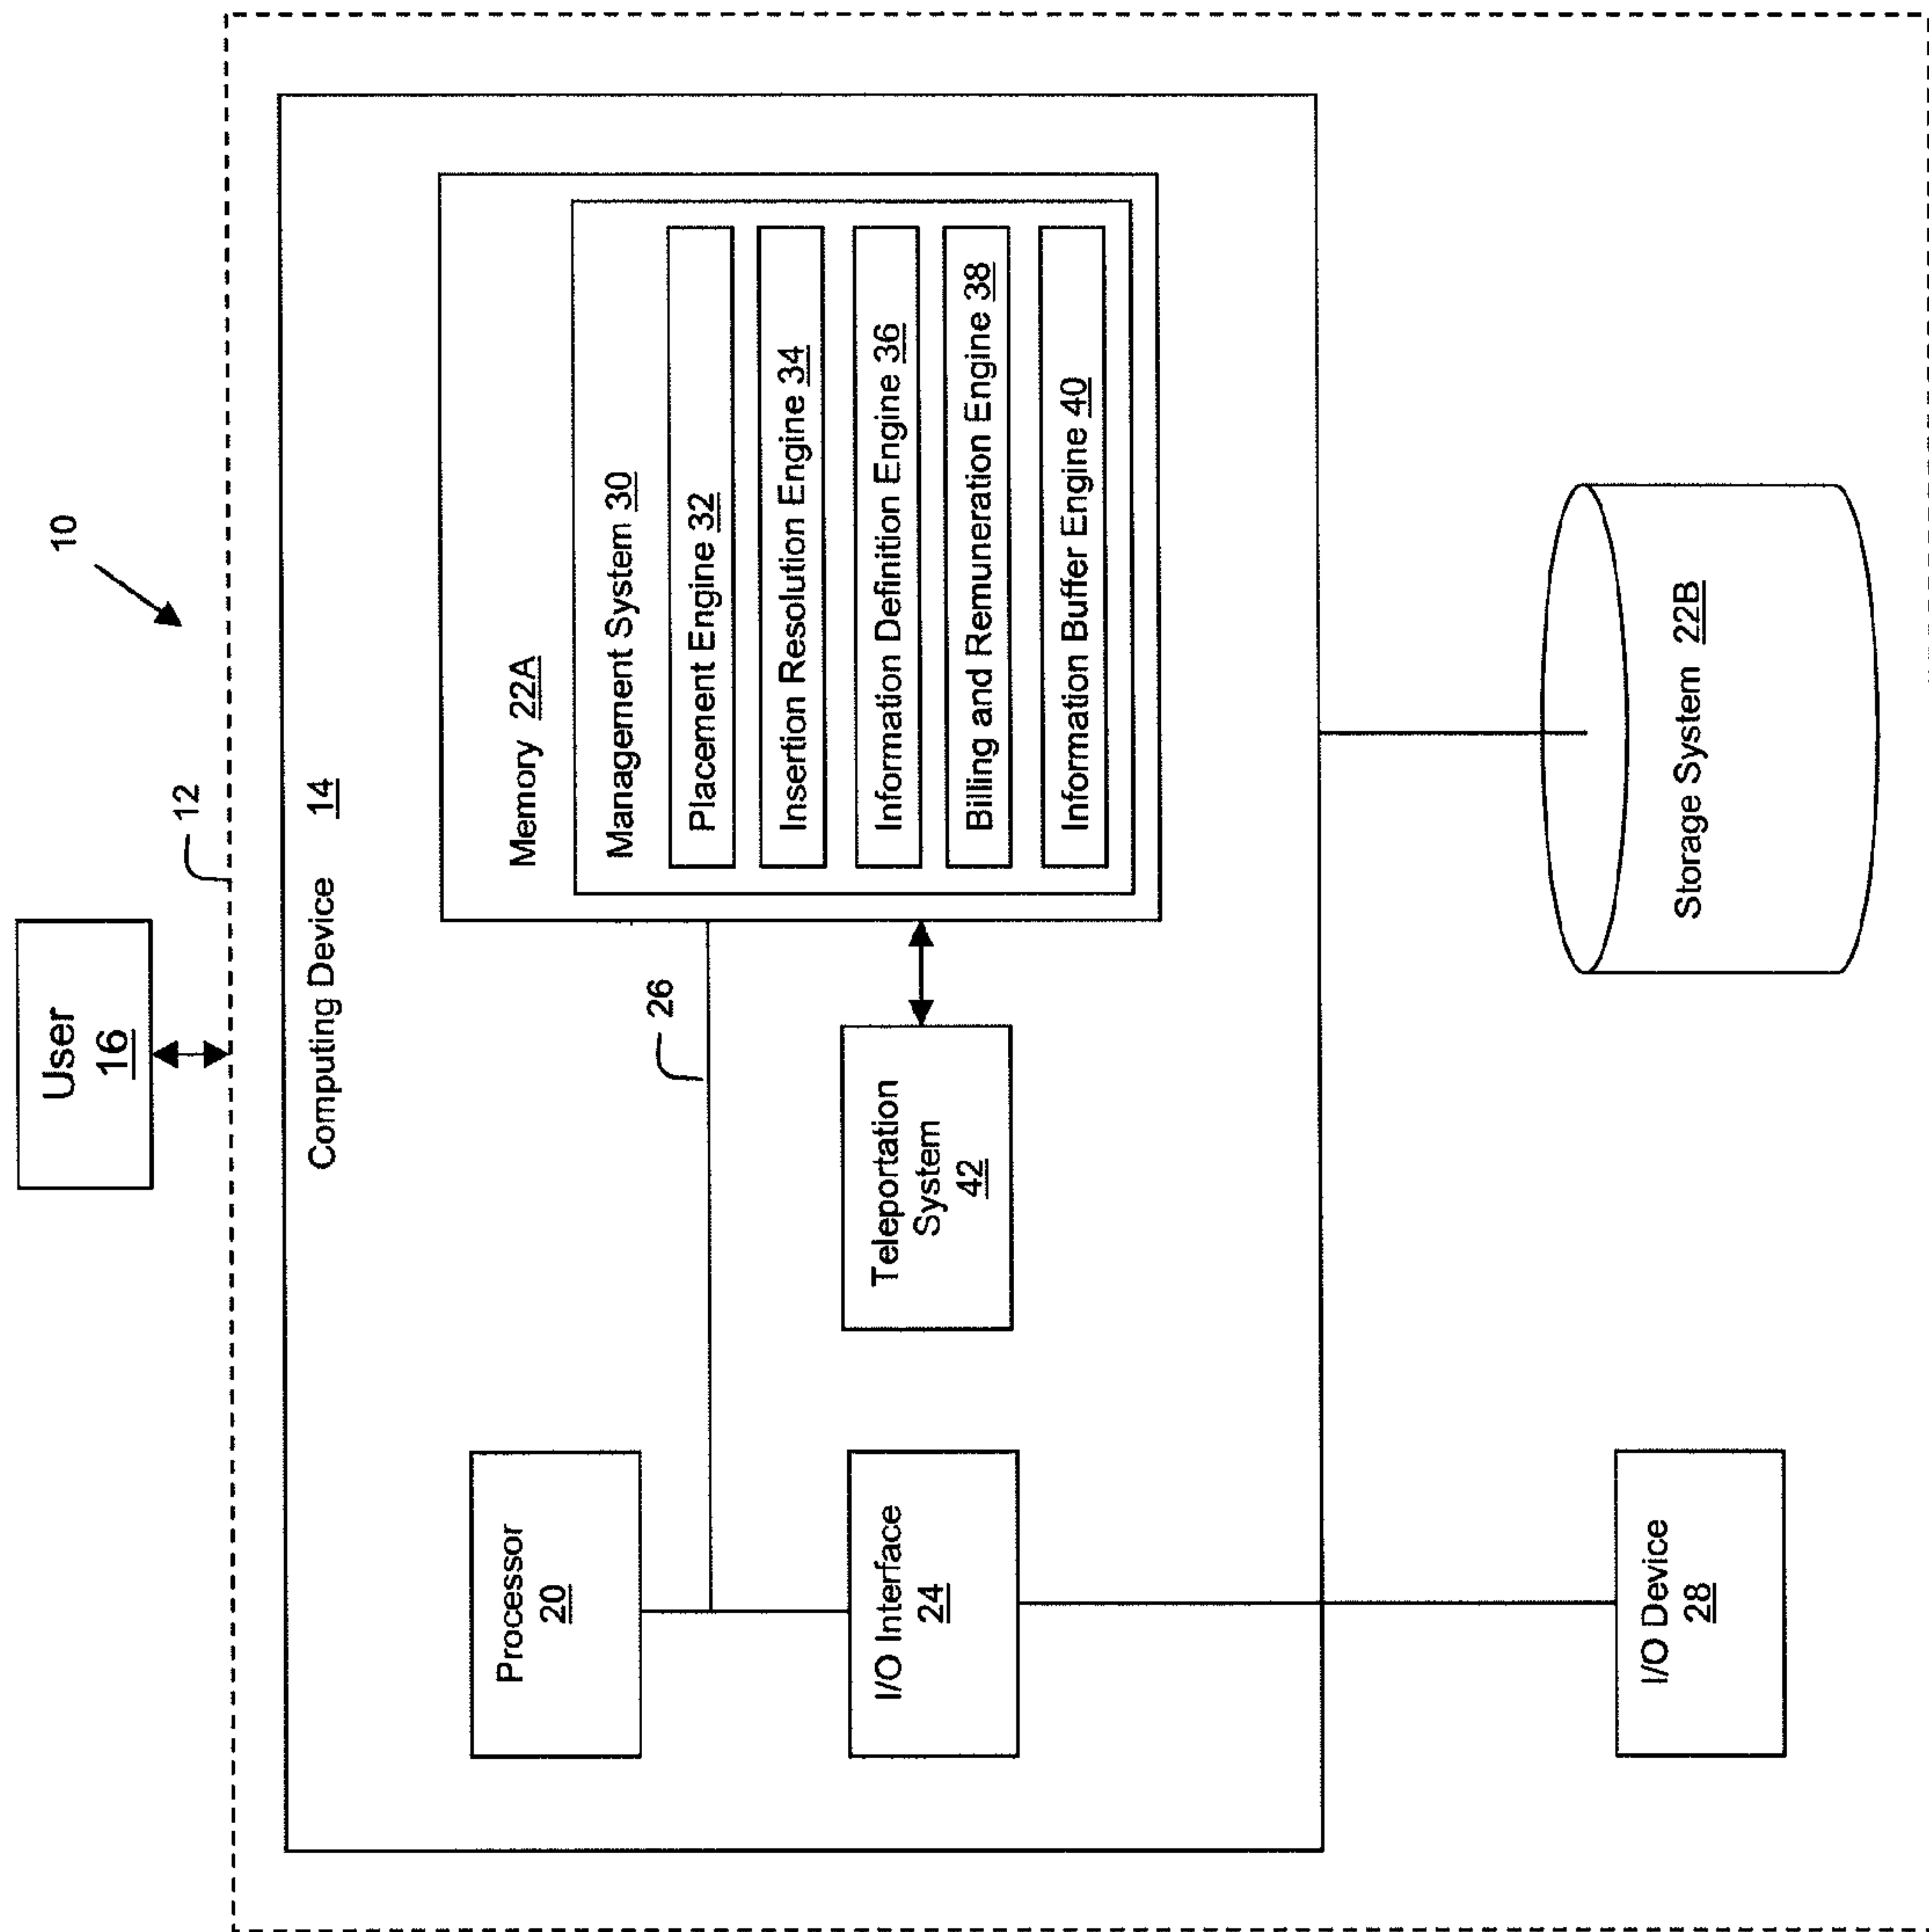 10
User
16
12
Computing Device 14
Memory 22A
Management System 30
Placement Engine 32
Insertion Resolution Engine 34
Information Definition Engine 36
Billing and Remuneration Engine 38
Information Buffer Engine 40
Processor
20
26
Teleportation
System
42
I/O Interface
24
I/O Device
28
Storage System 22B